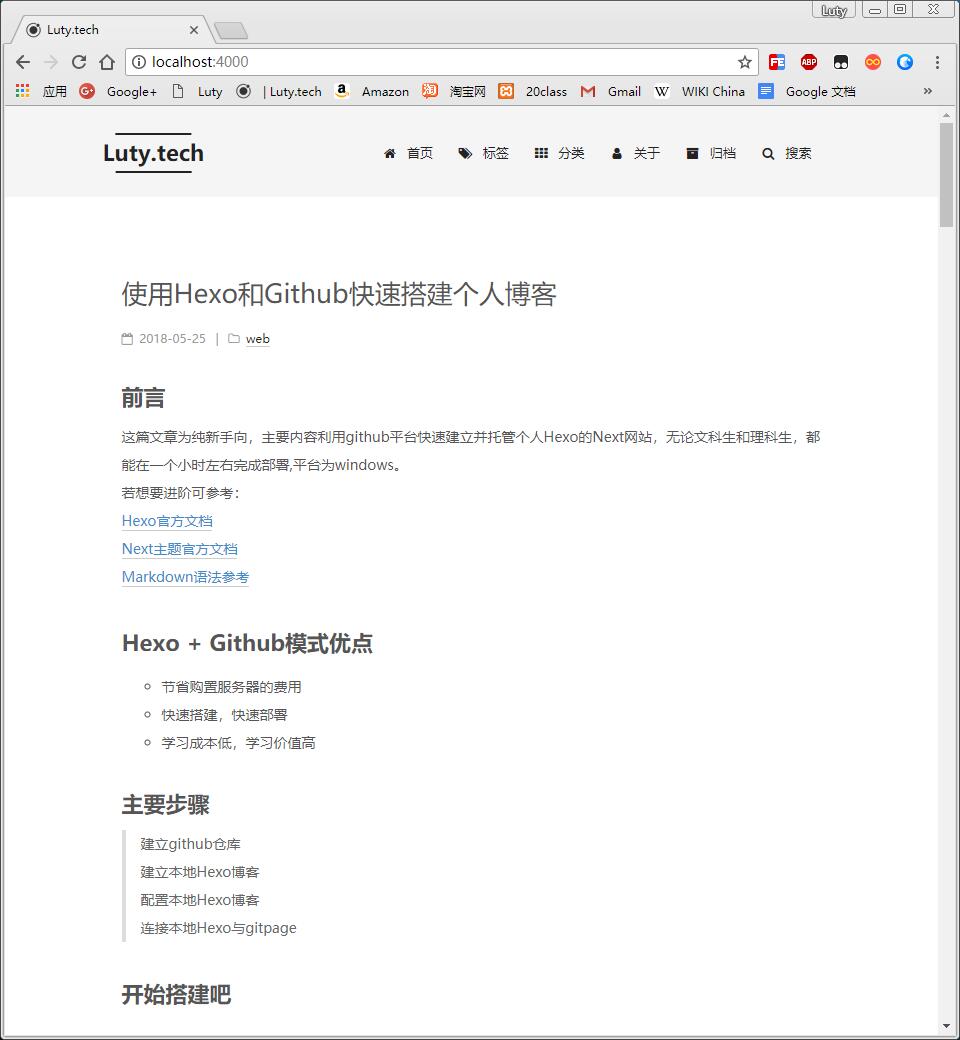 Luty
Luty.tech
localhost:4000
应用 Google+ Luty | Luty.tech Amazon 淘宝网 20class Gmail WIKI China Google 文档 »
Luty.tech
首页 标签 分类 关于 归档 搜索
使用Hexo和Github快速搭建个人博客
2018-05-25 | web
前言
这篇文章为纯新手向，主要内容利用github平台快速建立并托管个人Hexo的Next网站，无论文科生和理科生，都
能在一个小时左右完成部署,平台为windows。
若想要进阶可参考：
Hexo官方文档
Next主题官方文档
Markdown语法参考
Hexo + Github模式优点
节省购置服务器的费用
快速搭建，快速部署
学习成本低，学习价值高
主要步骤
建立github仓库
建立本地Hexo博客
配置本地Hexo博客
连接本地Hexo与gitpage
开始搭建吧